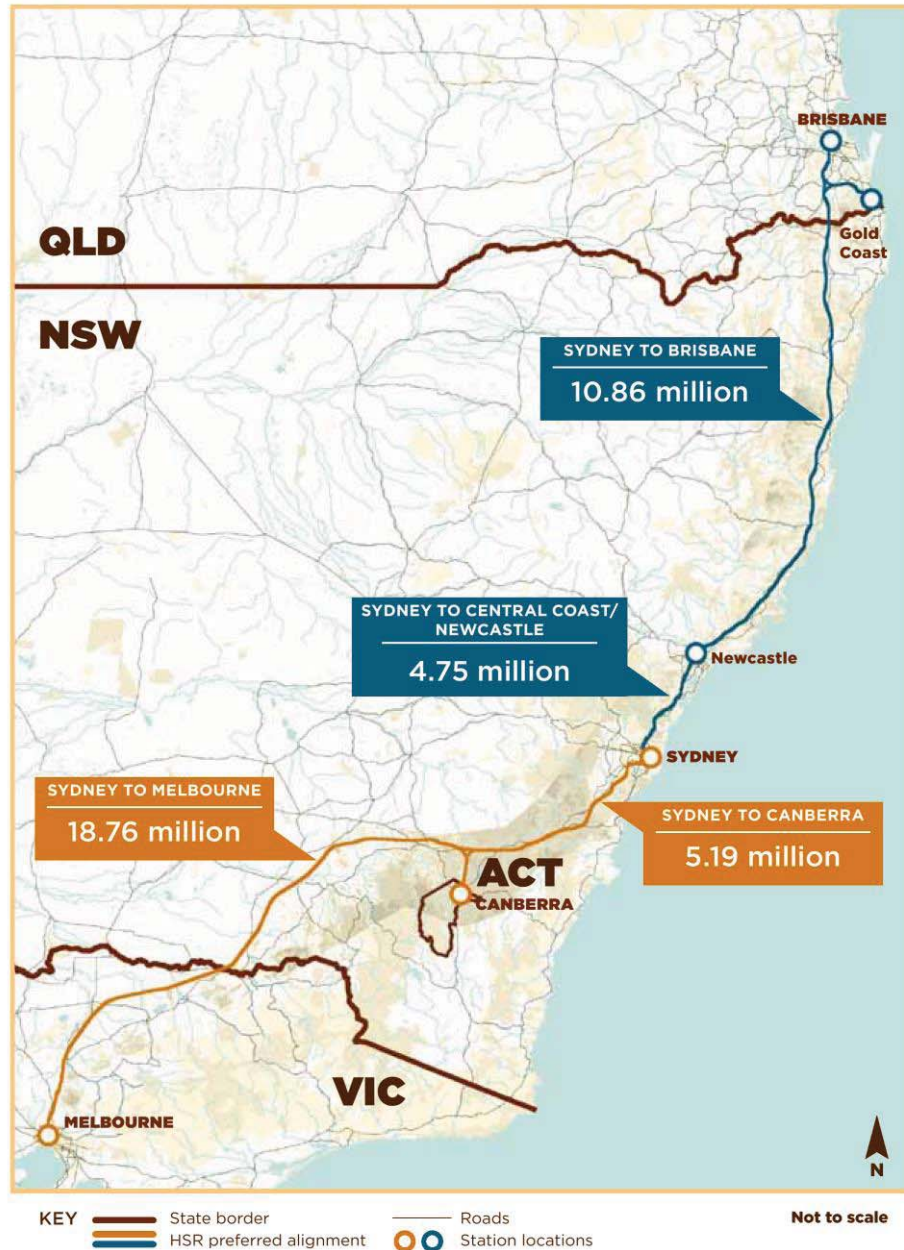 BRISBANE
QLD
Gold
Coast
NSW
SYDNEY TO BRISBANE
10.86 million
SYDNEY TO CENTRAL COAST/
NEWCASTLE
4.75 million
Newcastle
SYDNEY
SYDNEY TO MELBOURNE
18.76 million
SYDNEY TO CANBERRA
5.19 million
ACT
CANBERRA
VIC
MELBOURNE
N
KEY
State border
Roads
Not to scale
HSR preferred alignment
Station locations